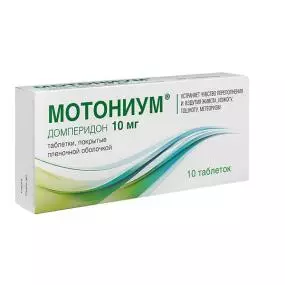 МОТОНИУМ®
ДОМПЕРИДОН 10 мг
таблетки, покрытые
пленочной оболочкой
УСТРАНЯЕТ ЧУВСТВО ПЕРЕПОЛНЕНИЯ
И ВЗДУТИЯ ЖИВОТА, ИЗЖОГУ,
ТОШНОТУ, МЕТЕОРИЗМ
10 таблеток